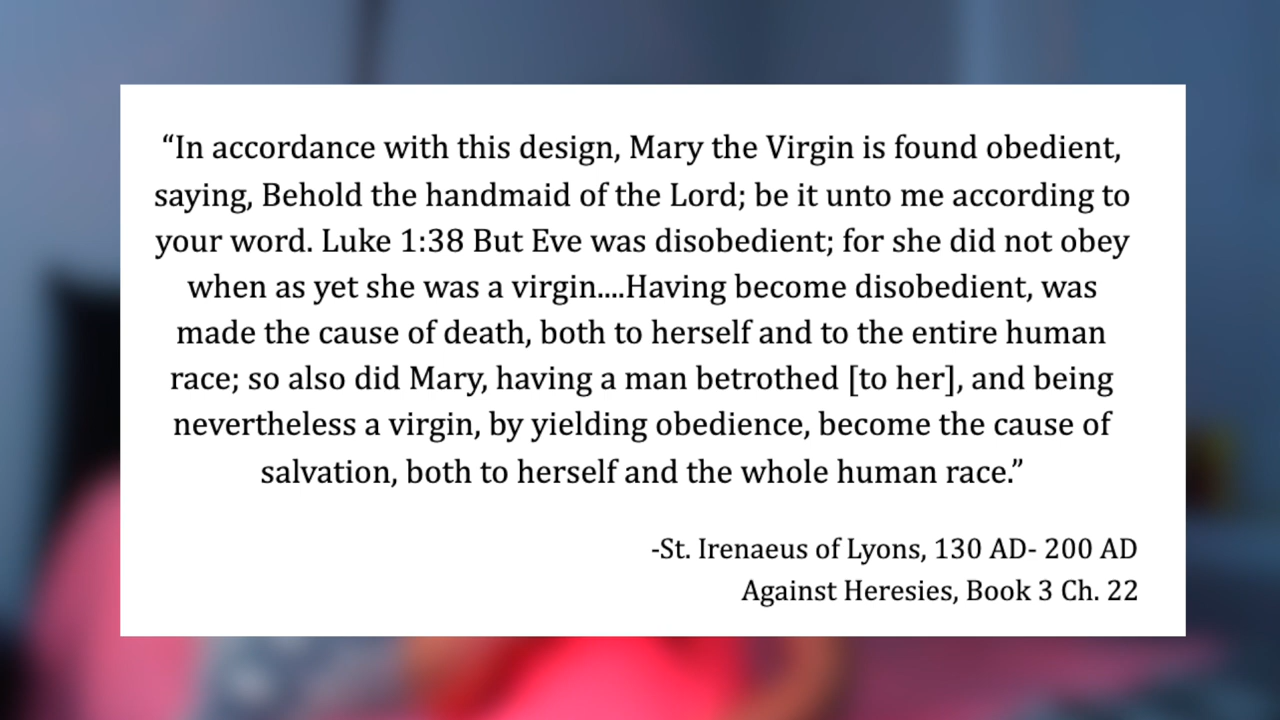 “In accordance with this design, Mary the Virgin is found obedient,
saying, Behold the handmaid of the Lord; be it unto me according to
your word. Luke 1:38 But Eve was disobedient; for she did not obey
when as yet she was a virgin....Having become disobedient, was
made the cause of death, both to herself and to the entire human
race; so also did Mary, having a man betrothed [to her], and being
nevertheless a virgin, by yielding obedience, become the cause of
salvation, both to herself and the whole human race.”
-St. Irenaeus of Lyons, 130 AD- 200 AD
Against Heresies, Book 3 Ch. 22